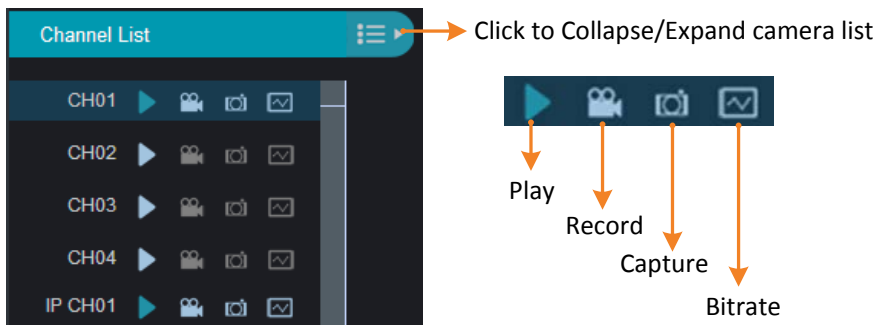 Channel List
Click to Collapse/Expand camera list
CH01
CH02
CH03
CH04
IP CH01
Play
Record
Capture
Bitrate